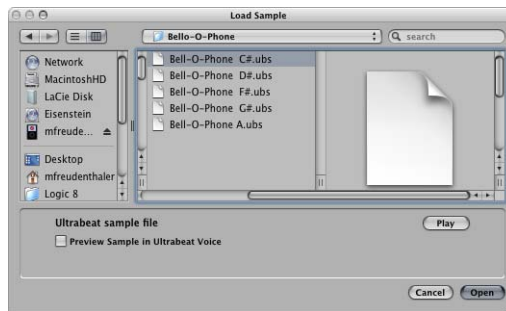 Load Sample
Bello-O-Phone
search
Network
MacintoshHD
LaCie Disk
Eisenstein
mfreude...
Desktop
mfreudenthaler
Logic 8
Bell-O-Phone C#.ubs
Bell-O-Phone D#.ubs
Bell-O-Phone F#.ubs
Bell-O-Phone G#.ubs
Bell-O-Phone A.ubs
Ultrabeat sample file
Play
Preview Sample in Ultrabeat Voice
Cancel
Open